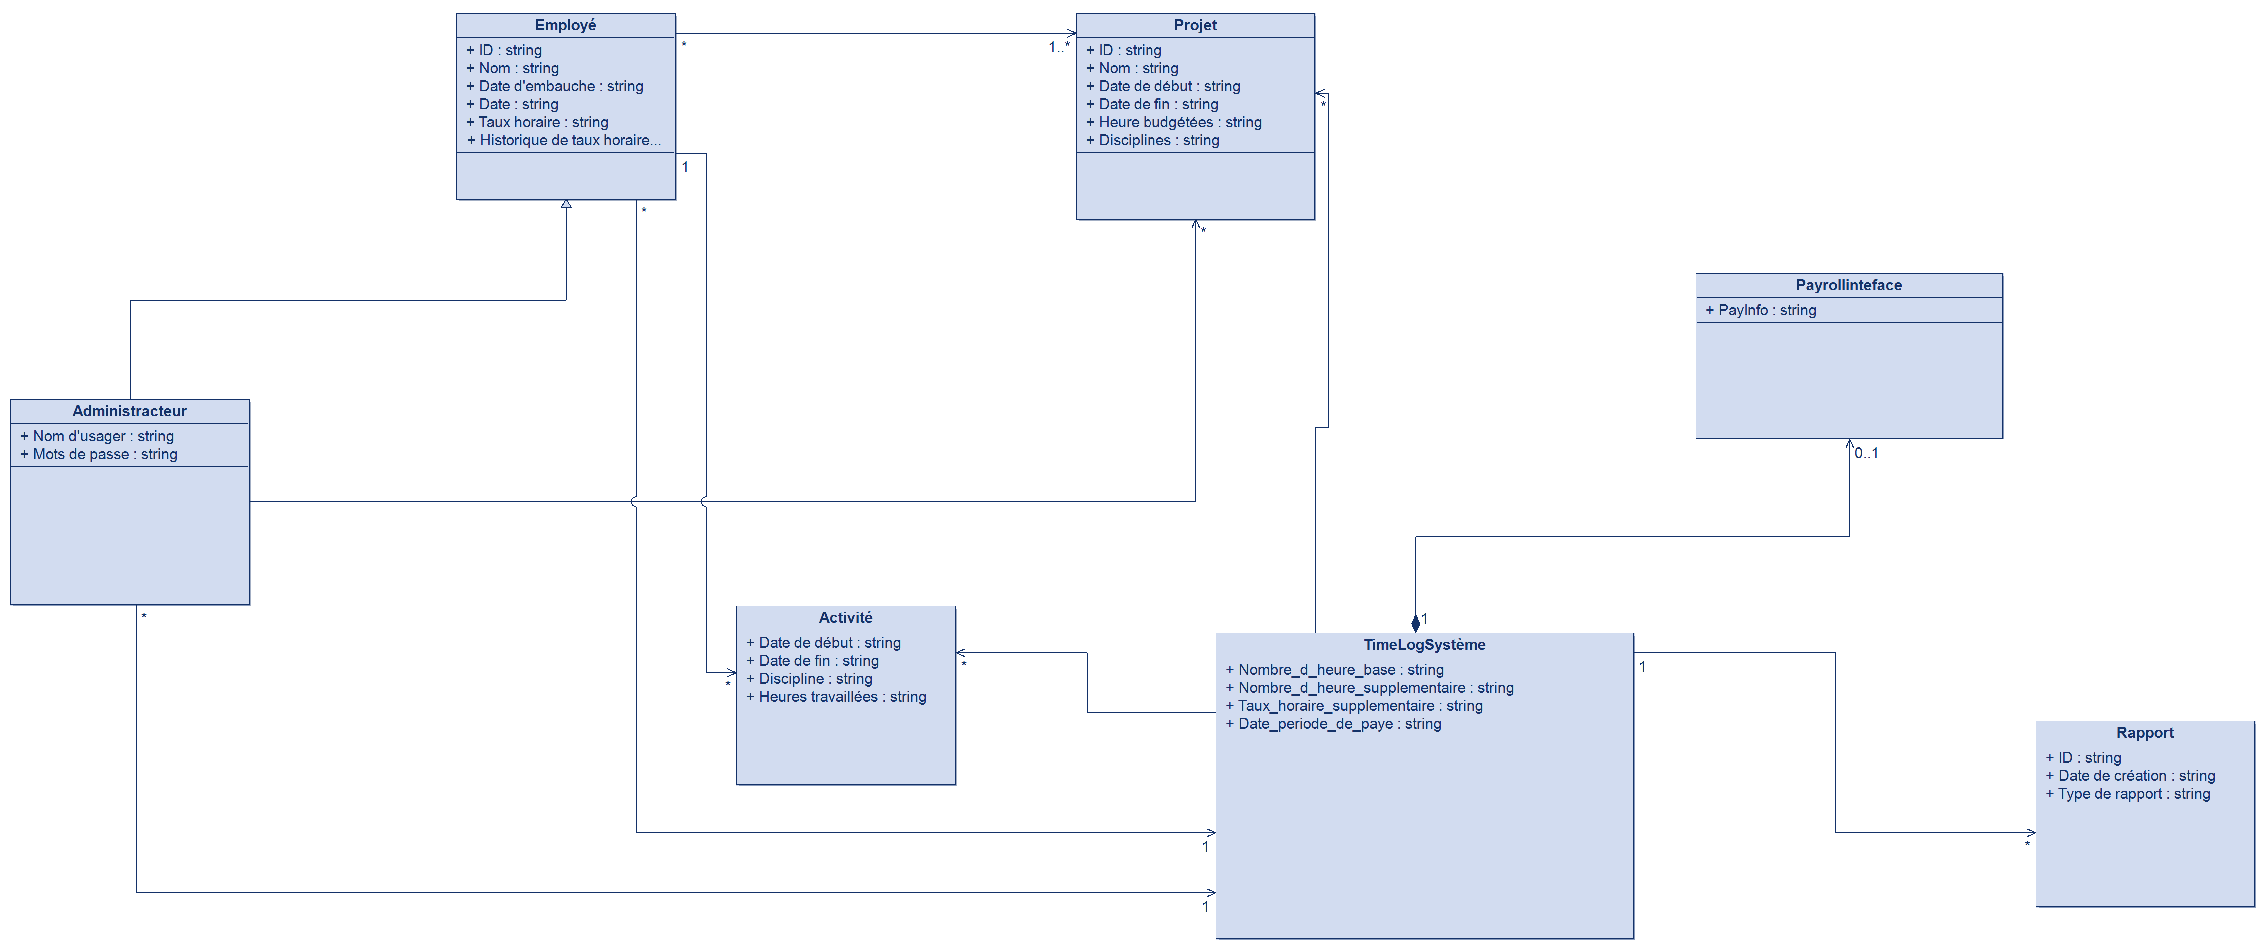 Employé
+ ID : string
+ Nom : string
+ Date d'embauche : string
+ Date : string
+ Taux horaire : string
+ Historique de taux horaire...
*
1..*
1
*
Projet
+ ID : string
+ Nom : string
+ Date de début : string
+ Date de fin : string
+ Heure budgétées : string
+ Disciplines : string
*
*
Payrollinteface
+ PayInfo : string
0..1
Administracteur
+ Nom d'usager : string
+ Mots de passe : string
*
Activité
+ Date de début : string
+ Date de fin : string
+ Discipline : string
+ Heures travaillées : string
*
*
1
TimeLogSystème
+ Nombre_d_heure_base : string
+ Nombre_d_heure_supplementaire : string
+ Taux_horaire_supplementaire : string
+ Date_periode_de_paye : string
1
1
1
Rapport
+ ID : string
+ Date de création : string
+ Type de rapport : string
*